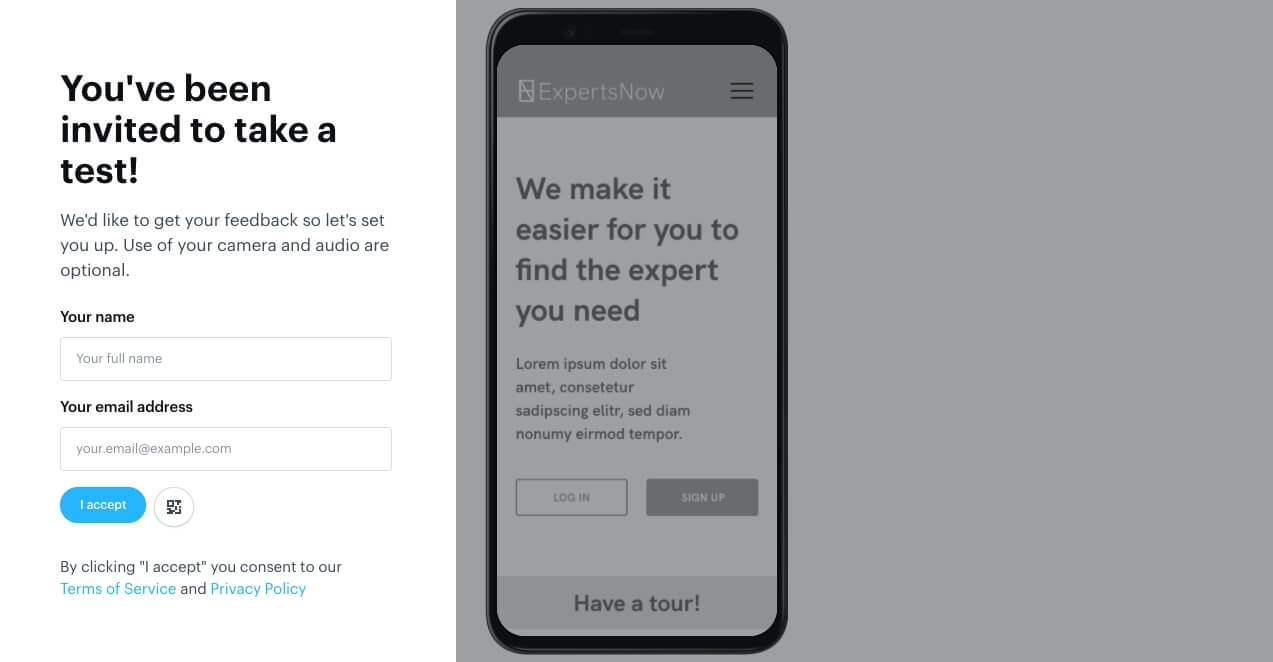 You've been
invited to take a
test!
We'd like to get your feedback so let's set
you up. Use of your camera and audio are
optional.
Your name
Your full name
Your email address
your.email@example.com
I accept
By clicking "I accept" you consent to our
Terms of Service and Privacy Policy
ExpertsNow
We make it
easier for you to
find the expert
you need
Lorem ipsum dolor sit
amet, consetetur
sadipscing elitr, sed diam
nonumy eirmod tempor.
LOG IN SIGN UP
Have a tour!